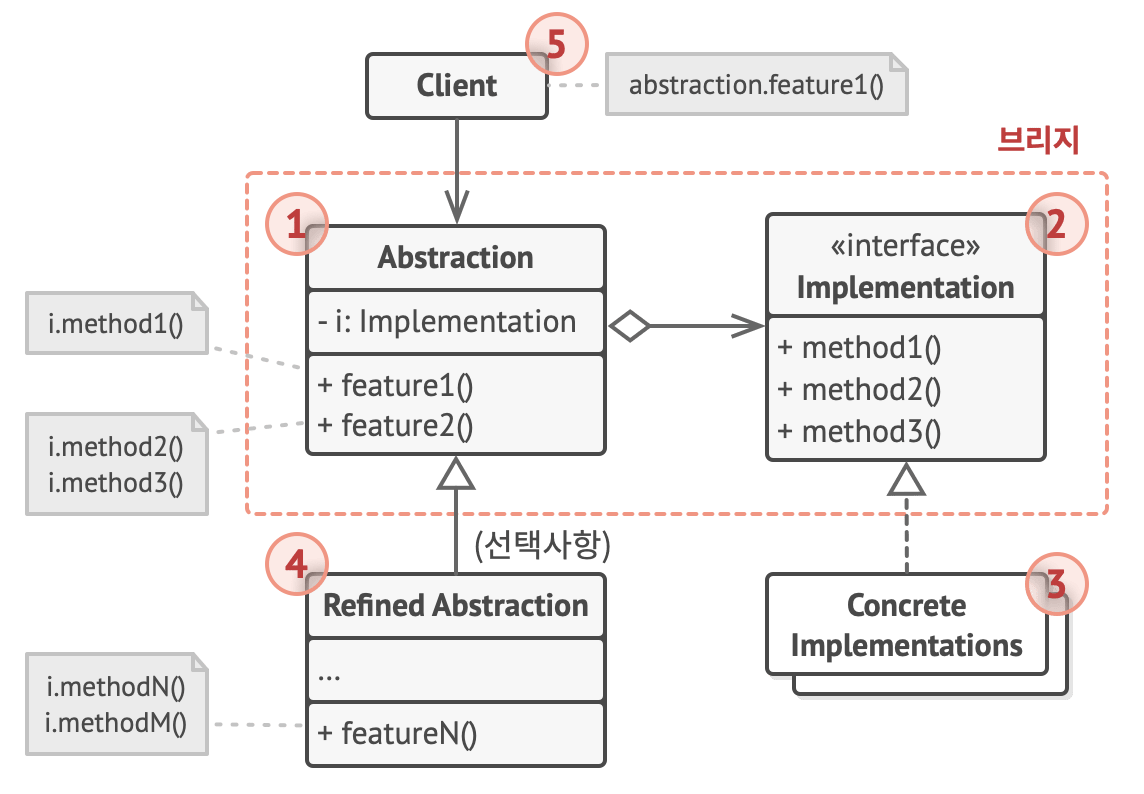 5
Client
abstraction.feature1()
브리지
1
Abstraction
- i: Implementation
+ feature1()
+ feature2()
2
«interface»
Implementation
+ method1()
+ method2()
+ method3()
i.method1()
i.method2()
i.method3()
(선택사항)
4
Refined Abstraction
...
+ featureN()
3
Concrete
Implementations
i.methodN()
i.methodM()